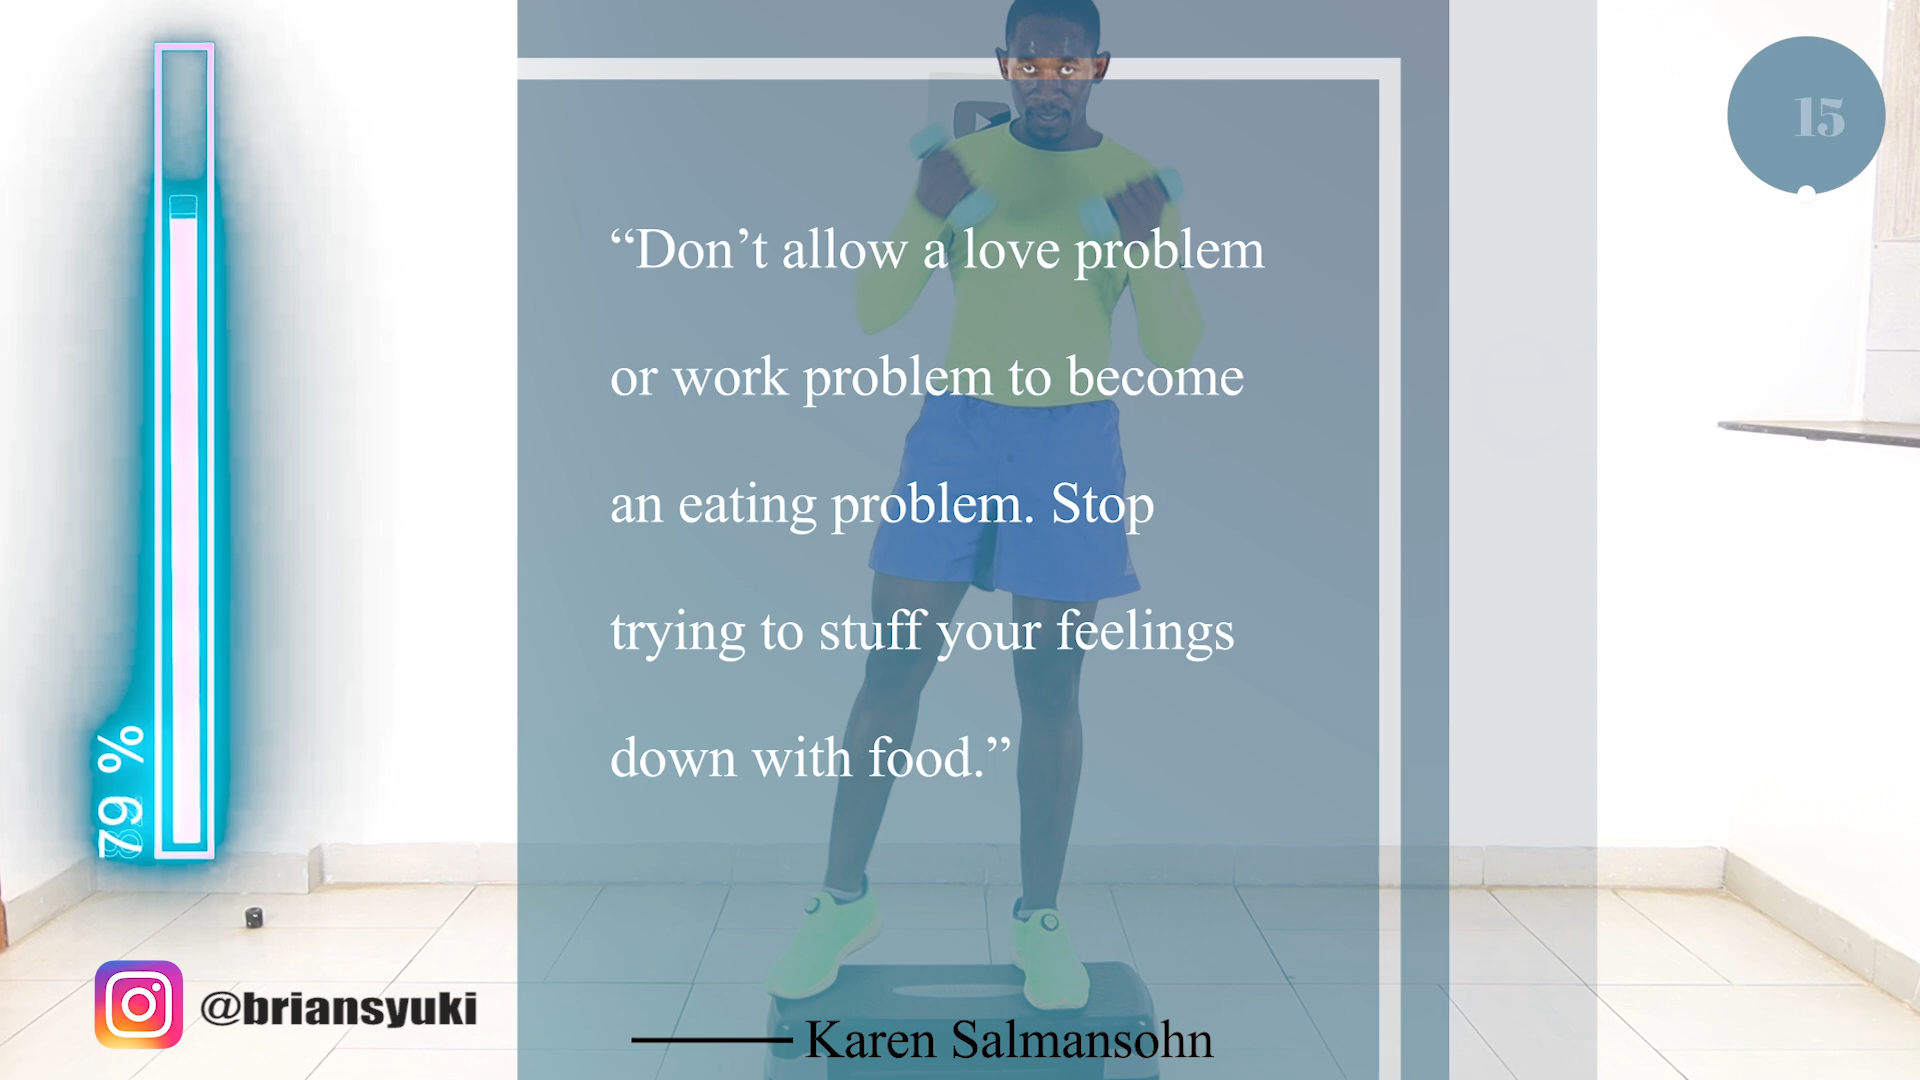 15
“Don’t allow a love problem
or work problem to become
an eating problem. Stop
trying to stuff your feelings
down with food.”
Karen Salmansohn
79 %
@briansyuki